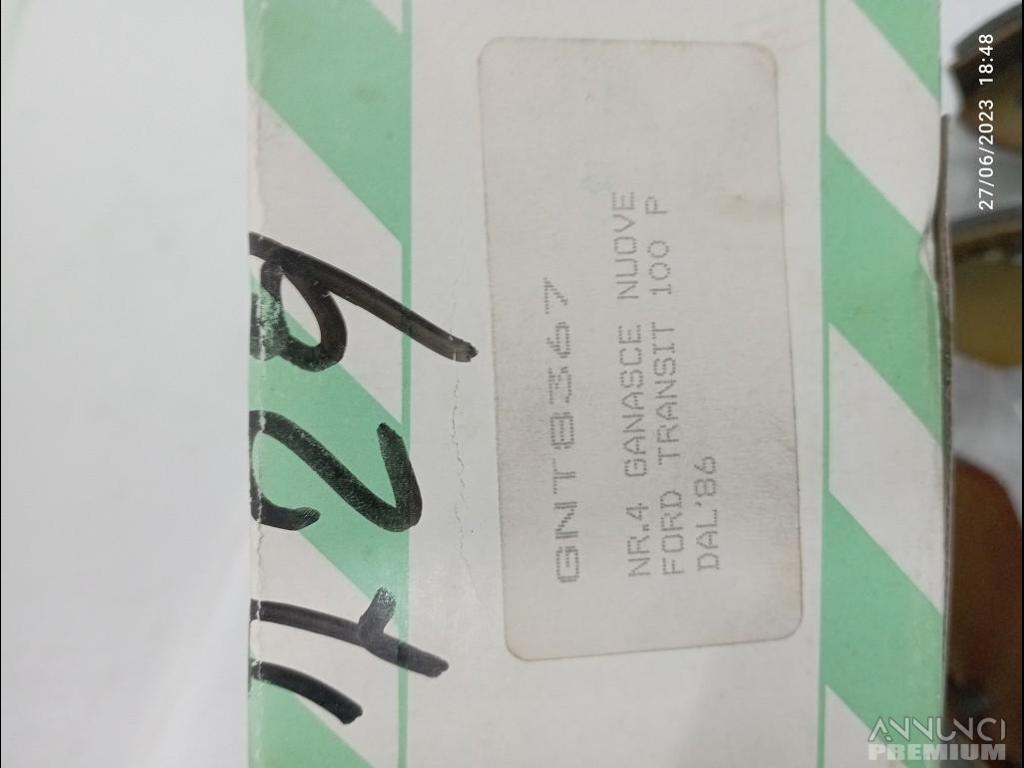 GNT8367
NR.4 GANASCE NUOVE
FORD TRANSIT 100 P
DAL'86
27/06/2023 18:48
ANNUNCI
PREMIUM